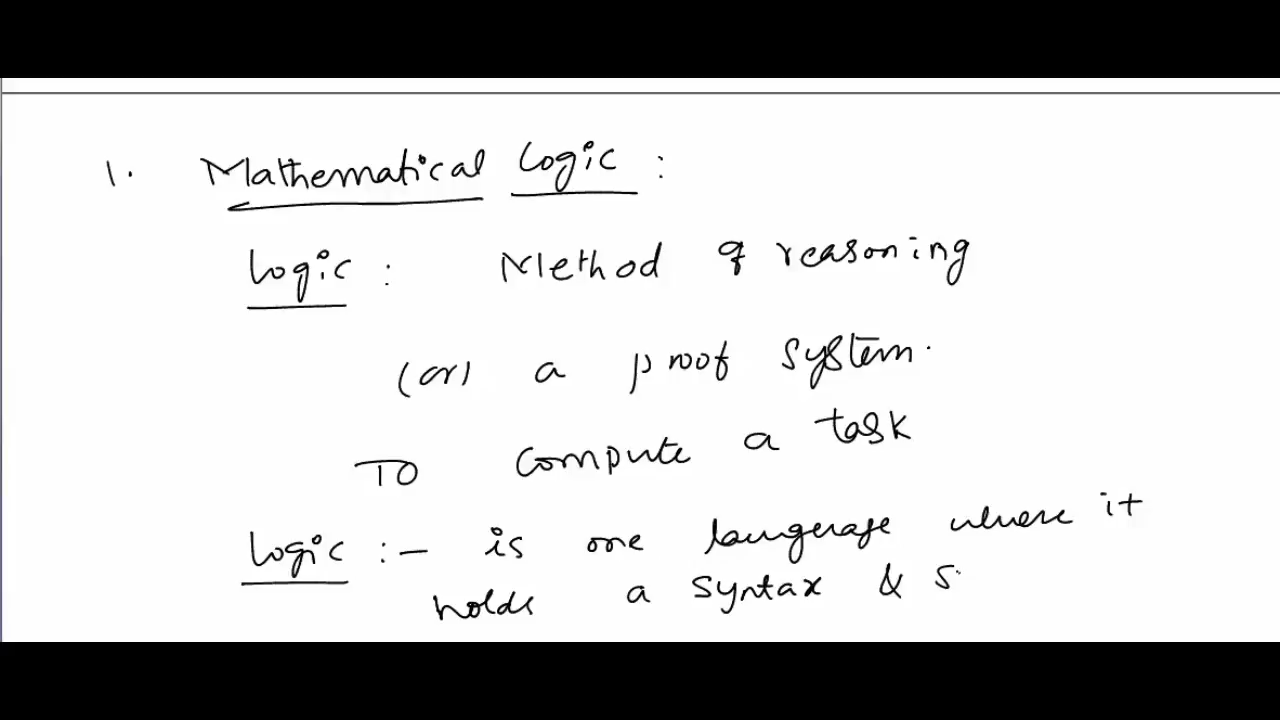 1. Mathematical Logic :
Logic : Method of reasoning
(or) a proof system.
To compute a task
Logic :- is one langerage where it
holds a syntax & s